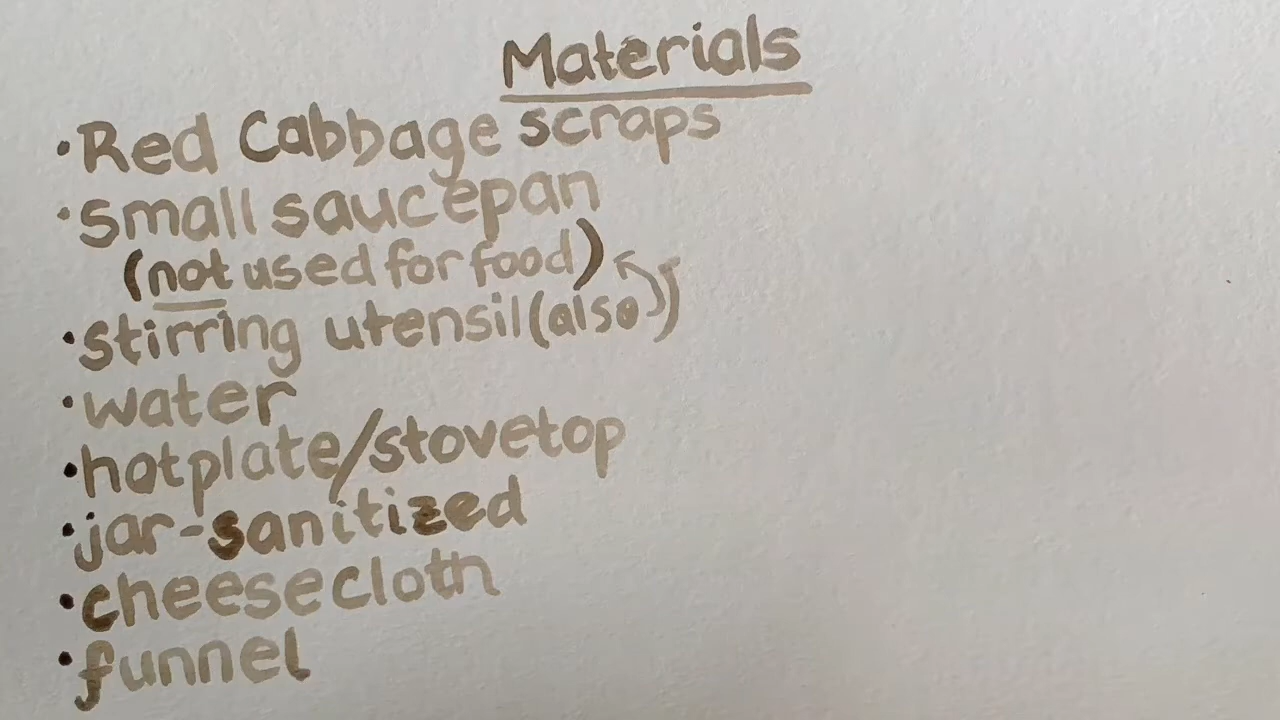 Materials
• Red Cabbage scraps
• small saucepan
(not used for food)
• stirring utensil (also)
• water
• hotplate/stovetop
• jar-sanitized
• cheesecloth
• funnel